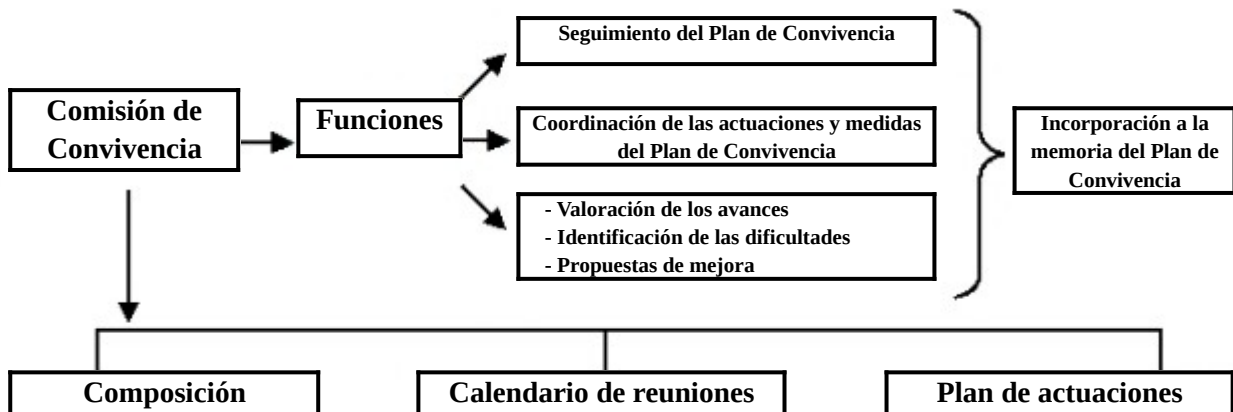 Seguimiento del Plan de Convivencia
Comisión de
Convivencia
Funciones
Coordinación de las actuaciones y medidas
del Plan de Convivencia
Incorporación a la
memoria del Plan de
Convivencia
- Valoración de los avances
- Identificación de las dificultades
- Propuestas de mejora
Composición
Calendario de reuniones
Plan de actuaciones